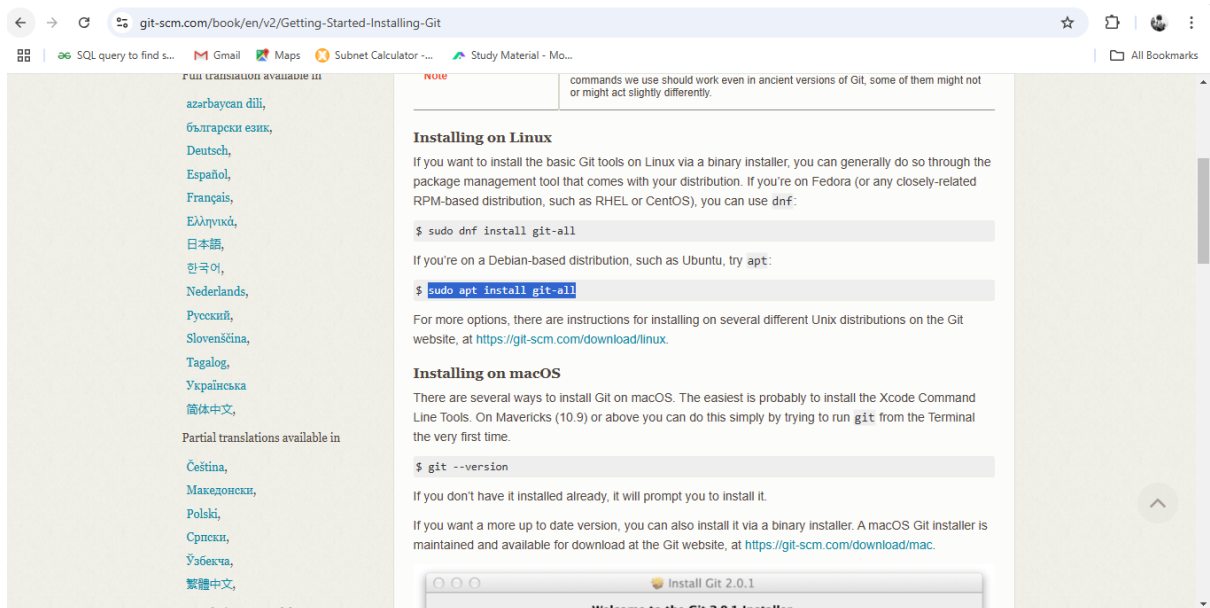 git-scm.com/book/en/v2/Getting-Started-Installing-Git
SQL query to find s...
Gmail
Maps
Subnet Calculator -...
Study Material - Mo...
All Bookmarks
Full translation available in
azərbaycan dili,
български език,
Deutsch,
Español,
Français,
Ελληνικά,
日本語,
한국어,
Nederlands,
Русский,
Slovenščina,
Tagalog,
Українська
简体中文,
Partial translations available in
Čeština,
Македонски,
Polski,
Српски,
Ўзбекча,
繁體中文,
Note
commands we use should work even in ancient versions of Git, some of them might not
or might act slightly differently.
Installing on Linux
If you want to install the basic Git tools on Linux via a binary installer, you can generally do so through the
package management tool that comes with your distribution. If you're on Fedora (or any closely-related
RPM-based distribution, such as RHEL or CentOS), you can use dnf:
$ sudo dnf install git-all
If you're on a Debian-based distribution, such as Ubuntu, try apt:
$ sudo apt install git-all
For more options, there are instructions for installing on several different Unix distributions on the Git
website, at https://git-scm.com/download/linux.
Installing on macOS
There are several ways to install Git on macOS. The easiest is probably to install the Xcode Command
Line Tools. On Mavericks (10.9) or above you can do this simply by trying to run git from the Terminal
the very first time.
$ git --version
If you don't have it installed already, it will prompt you to install it.
If you want a more up to date version, you can also install it via a binary installer. A macOS Git installer is
maintained and available for download at the Git website, at https://git-scm.com/download/mac.
Install Git 2.0.1
Welcome to the Git 2.0.1 Installer